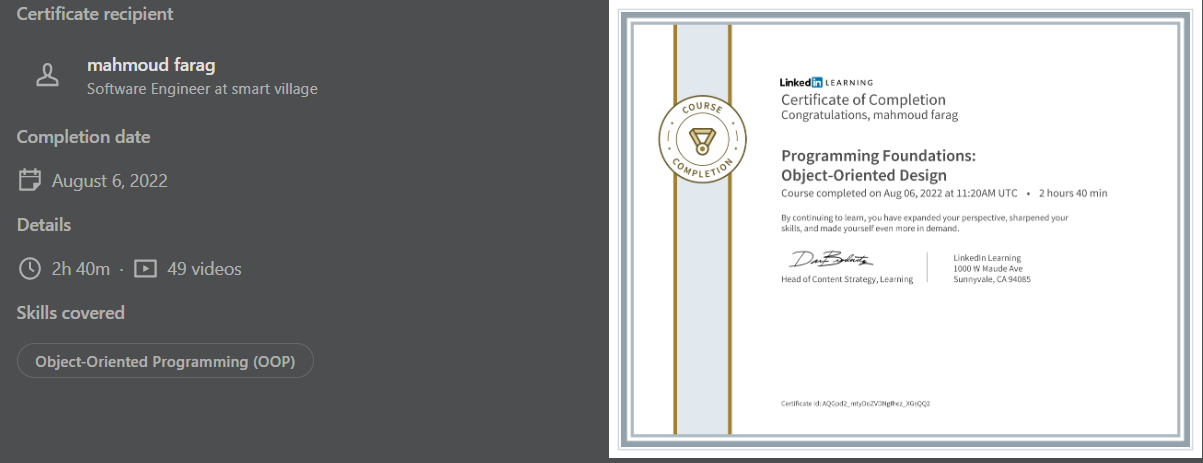 Certificate recipient
mahmoud farag
Software Engineer at smart village
Completion date
August 6, 2022
Details
2h 40m · 49 videos
Skills covered
Object-Oriented Programming (OOP)
COURSE
COMPLETION
Linked in LEARNING
Certificate of Completion
Congratulations, mahmoud farag
Programming Foundations:
Object-Oriented Design
Course completed on Aug 06, 2022 at 11:20AM UTC • 2 hours 40 min
By continuing to learn, you have expanded your perspective, sharpened your
skills, and made yourself even more in demand.
Head of Content Strategy, Learning
LinkedIn Learning
1000 W Maude Ave
Sunnyvale, CA 94085
Certificate Id: